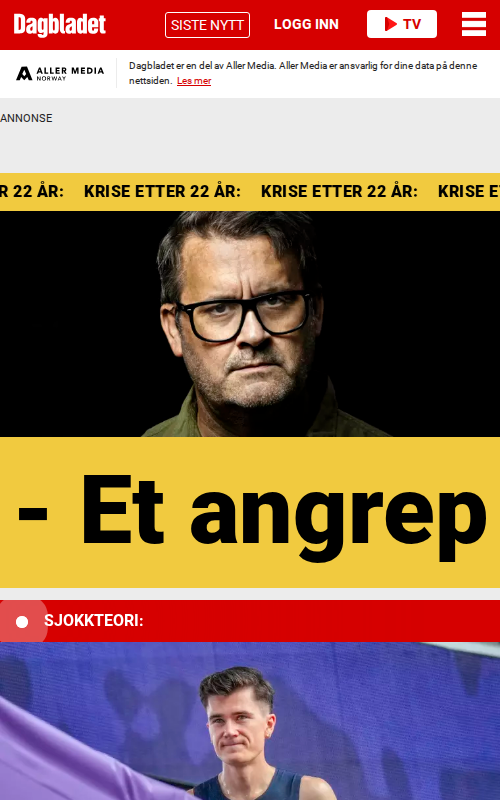 Dagbladet
SISTE NYTT
LOGG INN
TV
ALLER MEDIA
NORWAY
Dagbladet er en del av Aller Media. Aller Media er ansvarlig for dine data på denne
nettsiden. Les mer
ANNONSE
R 22 ÅR: KRISE ETTER 22 ÅR: KRISE ETTER 22 ÅR: KRISE E
- Et angrep
SJOKKTEORI: